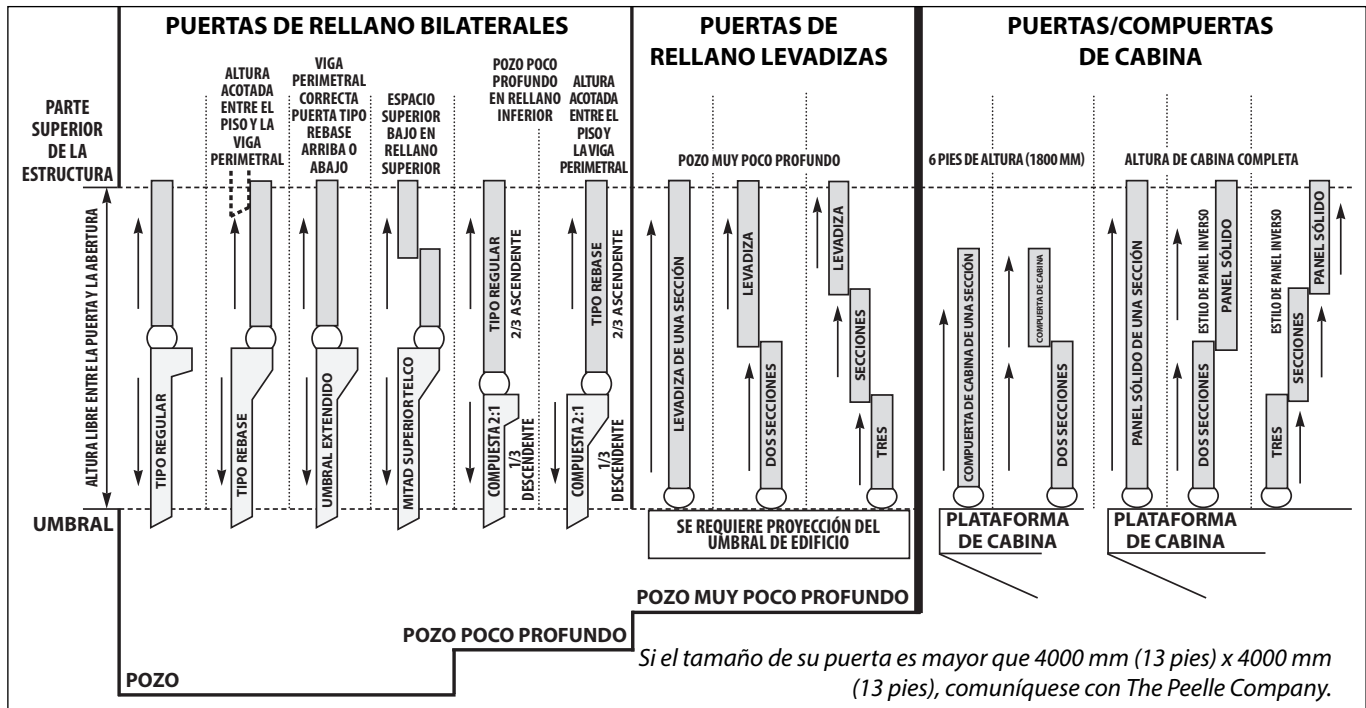 PUERTAS DE RELLANO BILATERALES
PUERTAS DE
RELLANO LEVADIZAS
PUERTAS/COMPUERTAS
DE CABINA
PARTE
SUPERIOR
DE LA
ESTRUCTURA
ALTURA
ACOTADA
ENTRE EL
PISO Y LA
VIGA
PERIMETRAL
VIGA
PERIMETRAL
CORRECTA
PUERTA TIPO
REBASE
ARRIBA O
ABAJO
ESPACIO
SUPERIOR
BAJO EN
RELLANO
SUPERIOR
POZO POCO
PROFUNDO
EN RELLANO
INFERIOR
ALTURA
ACOTADA
ENTRE EL
PISO Y
LA VIGA
PERIMETRAL
POZO MUY POCO PROFUNDO
6 PIES DE ALTURA (1800 MM)
ALTURA DE CABINA COMPLETA
ALTURA LIBRE ENTRE LA PUERTA Y LA ABERTURA
TIPO REGULAR
TIPO REBASE
UMBRAL EXTENDIDO
MITAD SUPERIOR TELCO
TIPO REGULAR
2/3 ASCENDENTE
COMPUESTA 2:1
1/3
DESCENDENTE
TIPO REBASE
2/3 ASCENDENTE
COMPUESTA 2:1
1/3
DESCENDENTE
LEVADIZA DE UNA SECCIÓN
LEVADIZA
DOS SECCIONES
LEVADIZA
SECCIONES
TRES
COMPUERTA DE CABINA DE UNA SECCIÓN
COMPUERTA DE CABINA
DOS SECCIONES
PANEL SÓLIDO DE UNA SECCIÓN
ESTILO DE PANEL INVERSO
PANEL SÓLIDO
DOS SECCIONES
ESTILO DE PANEL INVERSO
PANEL SÓLIDO
SECCIONES
TRES
UMBRAL
SE REQUIERE PROYECCIÓN DEL
UMBRAL DE EDIFICIO
PLATAFORMA
DE CABINA
PLATAFORMA
DE CABINA
POZO MUY POCO PROFUNDO
POZO POCO PROFUNDO
POZO
Si el tamaño de su puerta es mayor que 4000 mm (13 pies) x 4000 mm
(13 pies), comuníquese con The Peelle Company.